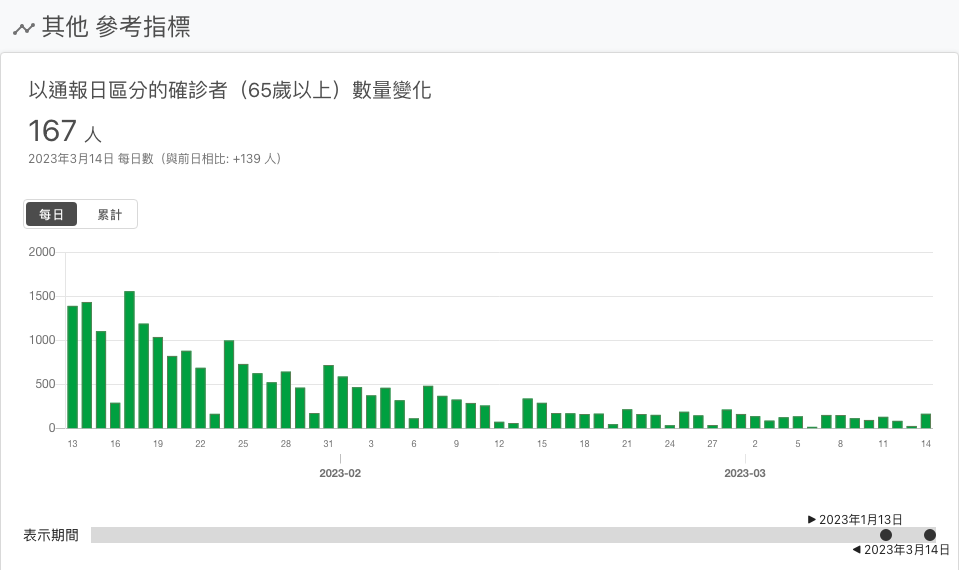 其他 參考指標
以通報日區分的確診者（65歲以上）數量變化
167 人
2023年3月14日 每日數（與前日相比: +139 人）
每日 累計
2000
1500
1000
500
0
13 16 19 22 25 28 31 3 6 9 12 15 18 21 24 27 2 5 8 11 14
2023-02 2023-03
▶ 2023年1月13日
表示期間
◀ 2023年3月14日